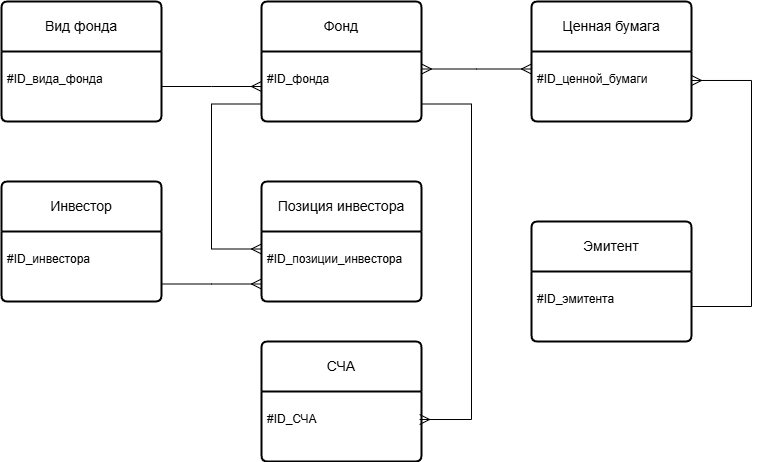 Вид фонда
#ID_вида_фонда
Фонд
#ID_фонда
Ценная бумага
#ID_ценной_бумаги
Инвестор
#ID_инвестора
Позиция инвестора
#ID_позиции_инвестора
Эмитент
#ID_эмитента
СЧА
#ID_СЧА